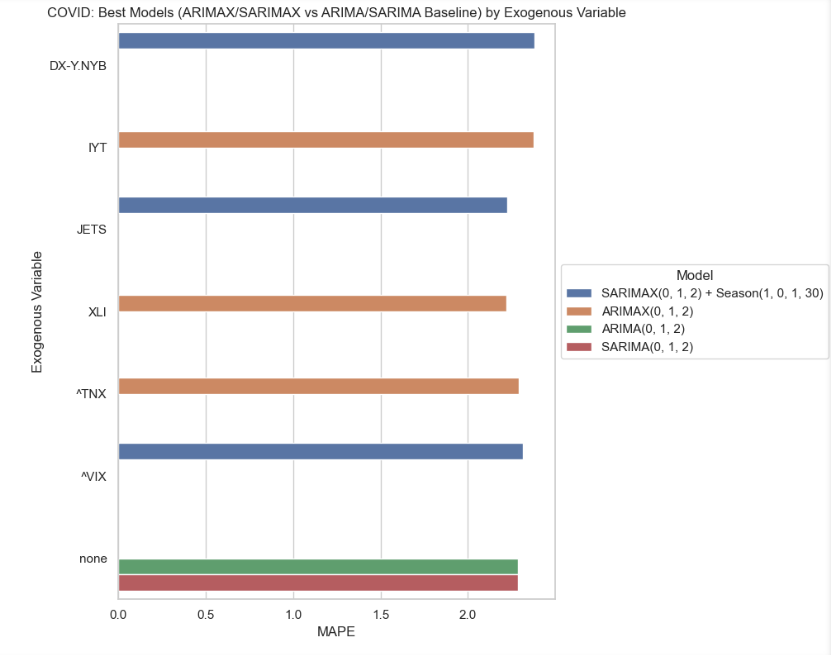 COVID: Best Models (ARIMAX/SARIMAX vs ARIMA/SARIMA Baseline) by Exogenous Variable
Exogenous Variable
DX-Y.NYB
IYT
JETS
XLI
^TNX
^VIX
none
0.0 0.5 1.0 1.5 2.0
MAPE
Model
SARIMAX(0, 1, 2) + Season(1, 0, 1, 30)
ARIMAX(0, 1, 2)
ARIMA(0, 1, 2)
SARIMA(0, 1, 2)